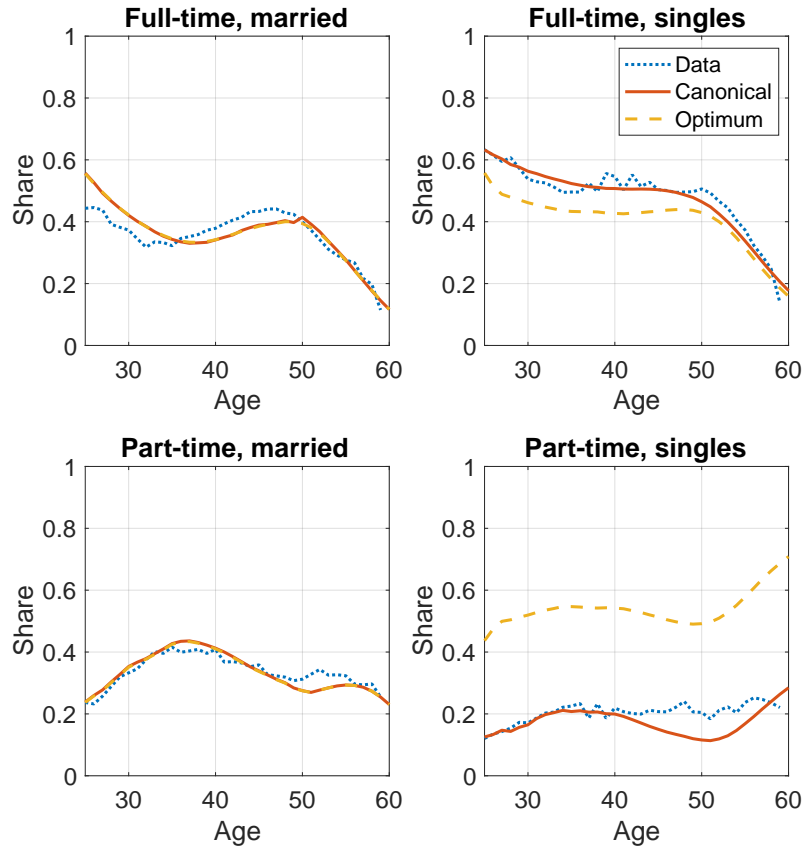 Full-time, married
1
0.8
0.6
0.4
0.2
0
Share
30
40
50
60
Age
Full-time, singles
Data
Canonical
Optimum
1
0.8
0.6
0.4
0.2
0
Share
30
40
50
60
Age
Part-time, married
1
0.8
0.6
0.4
0.2
0
Share
30
40
50
60
Age
Part-time, singles
1
0.8
0.6
0.4
0.2
0
Share
30
40
50
60
Age